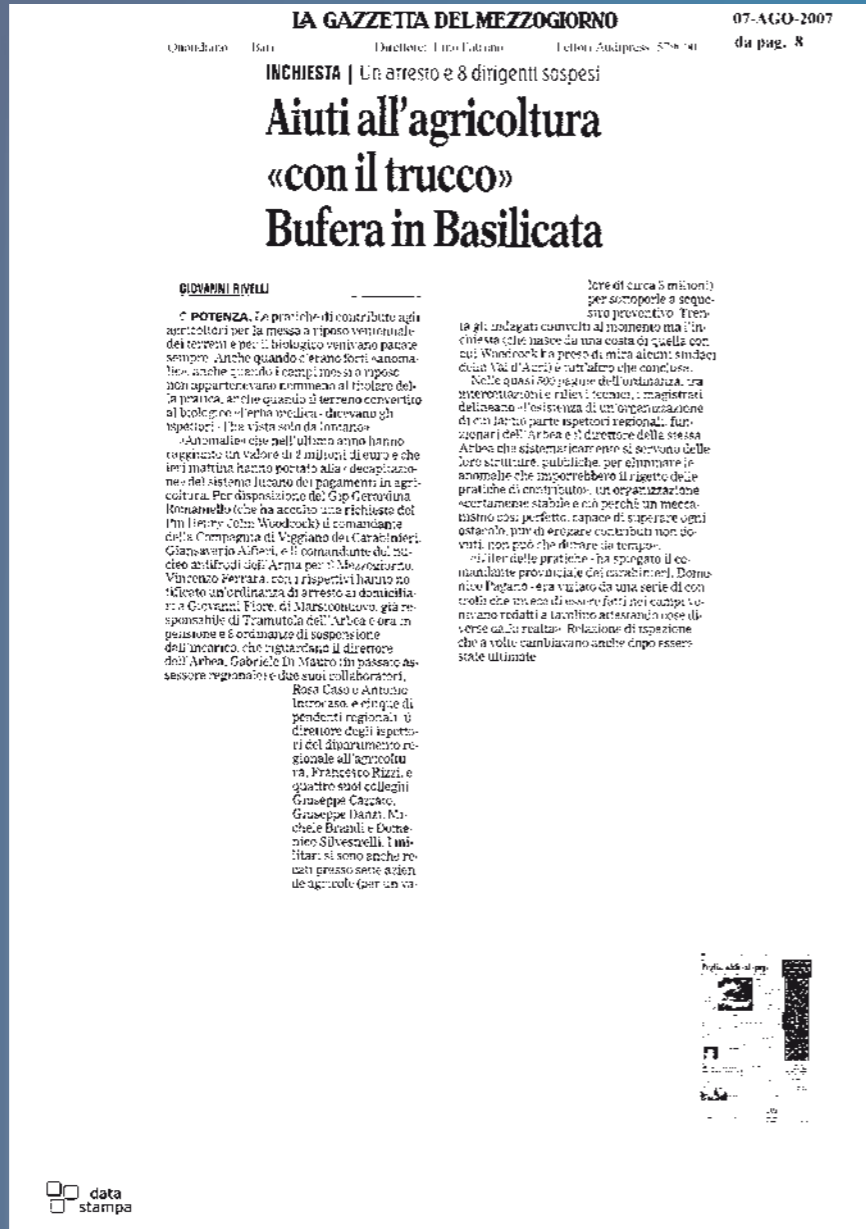 LA GAZZETTA DEL MEZZOGIORNO
07-AGO-2007
Quotidiano Bari Direttore: Lino Patruno Lettori Audipress
da pag. 8
INCHIESTA | Un arresto e 8 dirigenti sospesi
Aiuti all'agricoltura
«con il trucco»
Bufera in Basilicata
GIOVANNI RIVELLI
POTENZA. Le pratiche di contributo agli
agricoltori per la messa a riposo ventennale
dei terreni e per il biologico venivano pagate
sempre. Anche quando c'erano forti «anoma-
lie», anche quando i campi messi a riposo
non appartenevano nemmeno al titolare del-
la pratica, anche quando il terreno convertito
al biologico «l'erba medica - dicevano gli
ispettori - l'ha vista solo da lontano»
«Anomalie» che nell'ultimo anno hanno
raggiunto un valore di 2 milioni di euro e che
ieri mattina hanno portato alla «decapitazio-
ne» del sistema lucano dei pagamenti in agri-
coltura. Per disposizione del Gip Gerardina
Romaniello (che ha accolto una richiesta del
Pm Henry John Woodcock) il comandante
della Compagnia di Viggiano dei Carabinieri,
Giansaverio Alfieri, e il comandante del nu-
cleo antifrodi dell'Arma per il Mezzogiorno,
Vincenzo Ferrara, con i rispettivi hanno no-
tificato un'ordinanza di arresto ai domicilia-
ri a Giovanni Fiore, di Marsiconuovo, già re-
sponsabile di Tramutola dell'Arbea e ora in
pensione e 8 ordinanze di sospensione
dall'incarico, che riguardano il direttore
dell'Arbea, Gabriele Di Mauro (in passato as-
sessore regionale) e due suoi collaboratori,
Rosa Caso e Antonio
Introcaso, e cinque di
pendenti regionali, il
direttore degli ispetto-
ri del dipartimento re-
gionale all'agricoltu
ra, Francesco Rizzi, e
quattro suoi colleghi
Giuseppe
Giuseppe Danzi, Mi-
chele Brandi e Dome-
nico Silvestrelli. I mi-
litari si sono anche re-
cati presso sette azien
de agricole (per un va-
lore di circa 3 milioni)
per sottoporle a seque-
stro preventivo. Tren-
ta gli indagati coinvolti al momento ma l'in-
chiesta (che nasce da una costa di quella con
cui Woodcock ha preso di mira alcuni sindaci
della Val d'Agri) è tutt'altro che conclusa.
Nelle quasi 500 pagine dell'ordinanza, tra
intercettazioni e rilievi tecnici, i magistrati
delineano «l'esistenza di un'organizzazione
di cui fanno parte ispettori regionali, fun-
zionari dell'Arbea e il direttore della stessa
Arbea che sistematicamente si servono delle
loro strutture, pubbliche, per eliminare le
anomalie che imporrebbero il rigetto delle
pratiche di contributo», un organizzazione
«certamente stabile e ciò perché un mecca-
nismo così perfetto, capace di superare ogni
ostacolo, pur di erogare contributi non do-
vuti, non può che durare da tempo».
«L'iter delle pratiche - ha spiegato il co-
mandante provinciale dei carabinieri, Dome-
nico Pagano - era viziato da una serie di con
trolli che invece di essere fatti nei campi ve-
nivano redatti a tavolino attestando cose di-
verse dalla realtà». Relazione di ispezione
che a volte cambiavano anche dopo essere
state ultimate
data
stampa